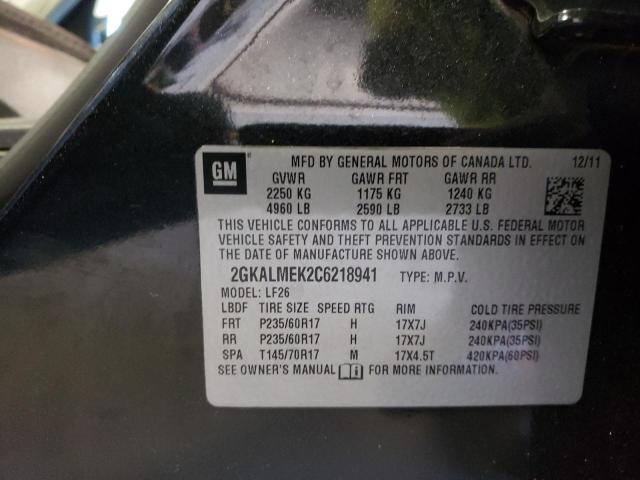 GM MFD BY GENERAL MOTORS OF CANADA LTD. 12/11
GVWR GAWR FRT GAWR RR
2250 KG 1175 KG 1240 KG
4960 LB 2590 LB 2733 LB
THIS VEHICLE CONFORMS TO ALL APPLICABLE U.S. FEDERAL MOTOR
VEHICLE SAFETY AND THEFT PREVENTION STANDARDS IN EFFECT ON
THE DATE OF MANUFACTURE SHOWN ABOVE.
2GKALMEK2C6218941 TYPE: M.P.V.
MODEL: LF26
LBDF TIRE SIZE SPEED RTG RIM COLD TIRE PRESSURE
FRT P235/60R17 H 17X7J 240KPA(35PSI)
RR P235/60R17 H 17X7J 240KPA(35PSI)
SPA T145/70R17 M 17X4.5T 420KPA(60PSI)
SEE OWNER'S MANUAL FOR MORE INFORMATION.